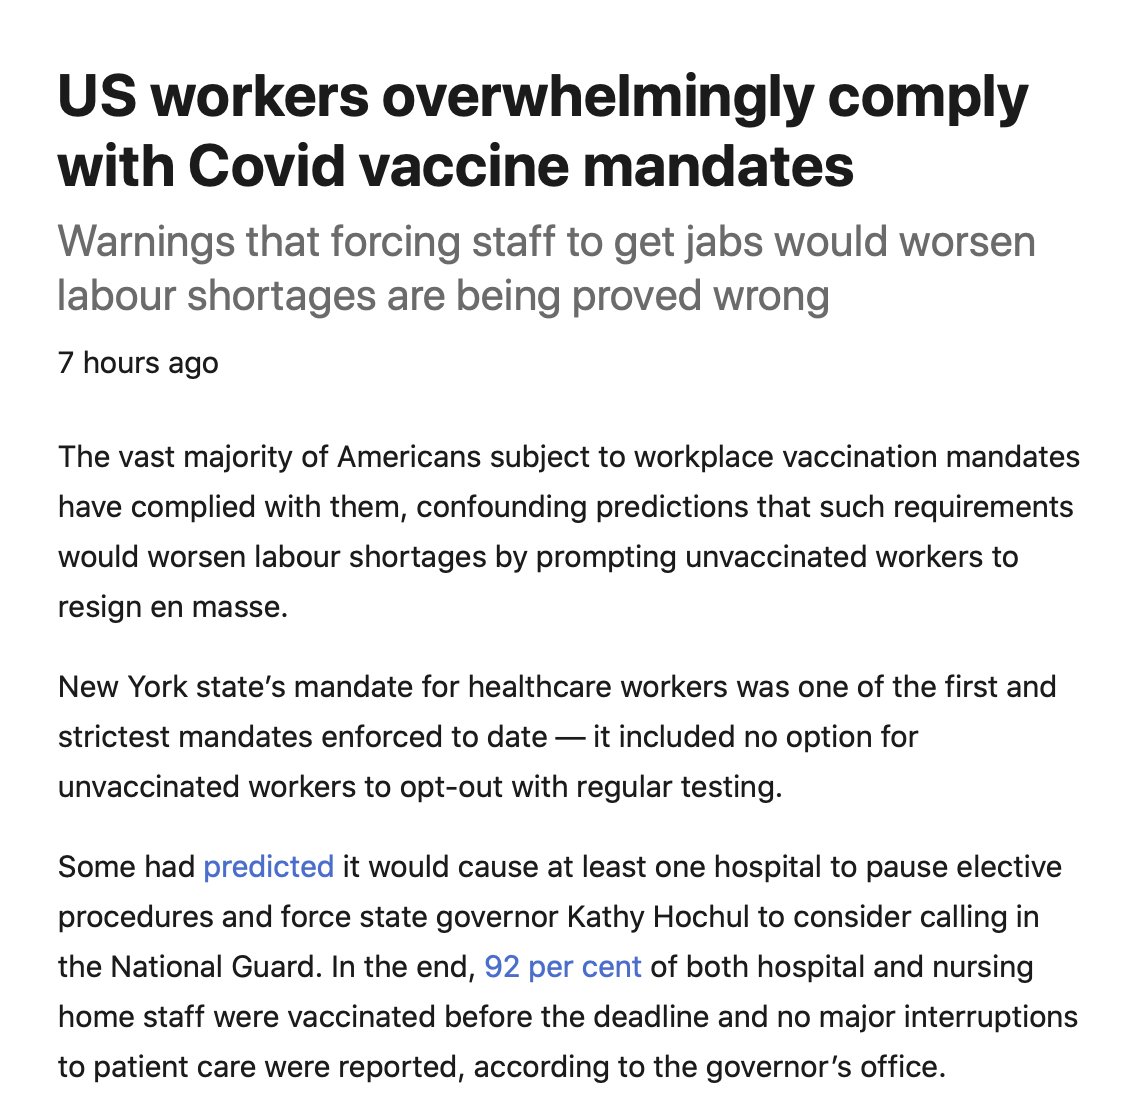 US workers overwhelmingly comply
with Covid vaccine mandates
Warnings that forcing staff to get jabs would worsen
labour shortages are being proved wrong
7 hours ago
The vast majority of Americans subject to workplace vaccination mandates
have complied with them, confounding predictions that such requirements
would worsen labour shortages by prompting unvaccinated workers to
resign en masse.
New York state’s mandate for healthcare workers was one of the first and
strictest mandates enforced to date — it included no option for
unvaccinated workers to opt-out with regular testing.
Some had predicted it would cause at least one hospital to pause elective
procedures and force state governor Kathy Hochul to consider calling in
the National Guard. In the end, 92 per cent of both hospital and nursing
home staff were vaccinated before the deadline and no major interruptions
to patient care were reported, according to the governor’s office.